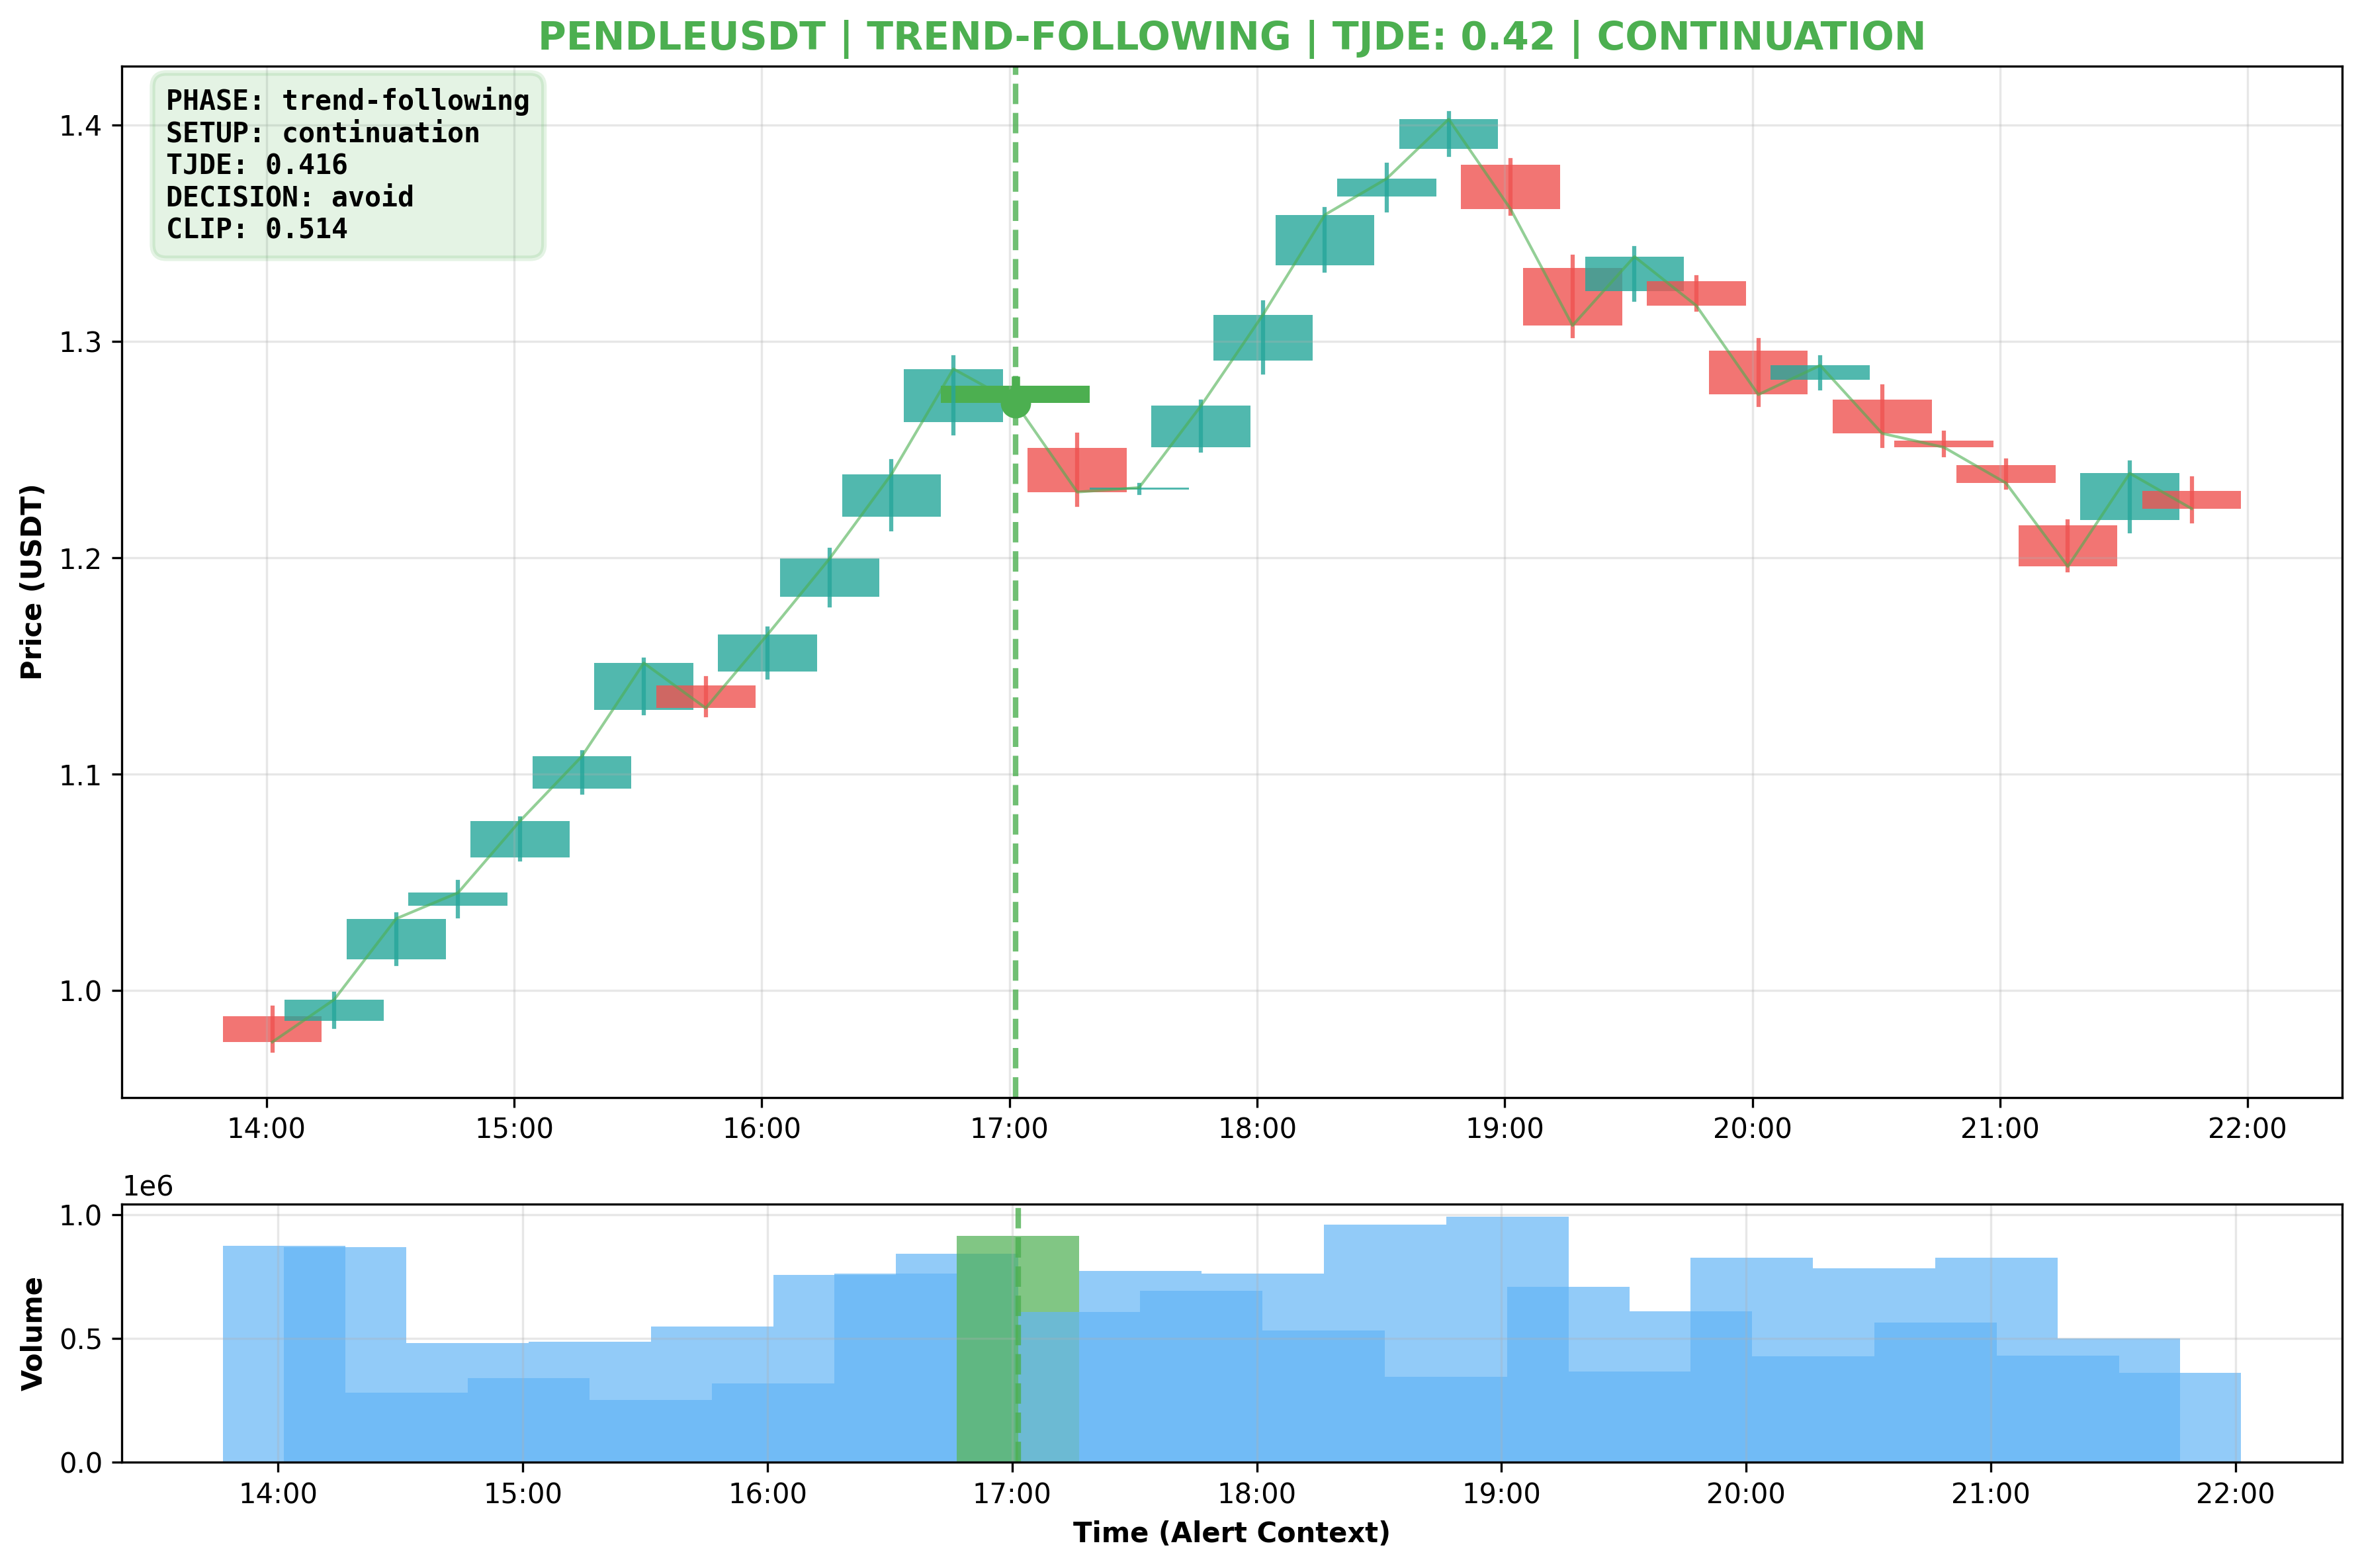 PENDLEUSDT | TREND-FOLLOWING | TJDE: 0.42 | CONTINUATION
PHASE: trend-following
SETUP: continuation
TJDE: 0.416
DECISION: avoid
CLIP: 0.514
Price (USDT)
1.4
1.3
1.2
1.1
1.0
14:00 15:00 16:00 17:00 18:00 19:00 20:00 21:00 22:00
1e6
Volume
1.0
0.5
0.0
14:00 15:00 16:00 17:00 18:00 19:00 20:00 21:00 22:00
Time (Alert Context)